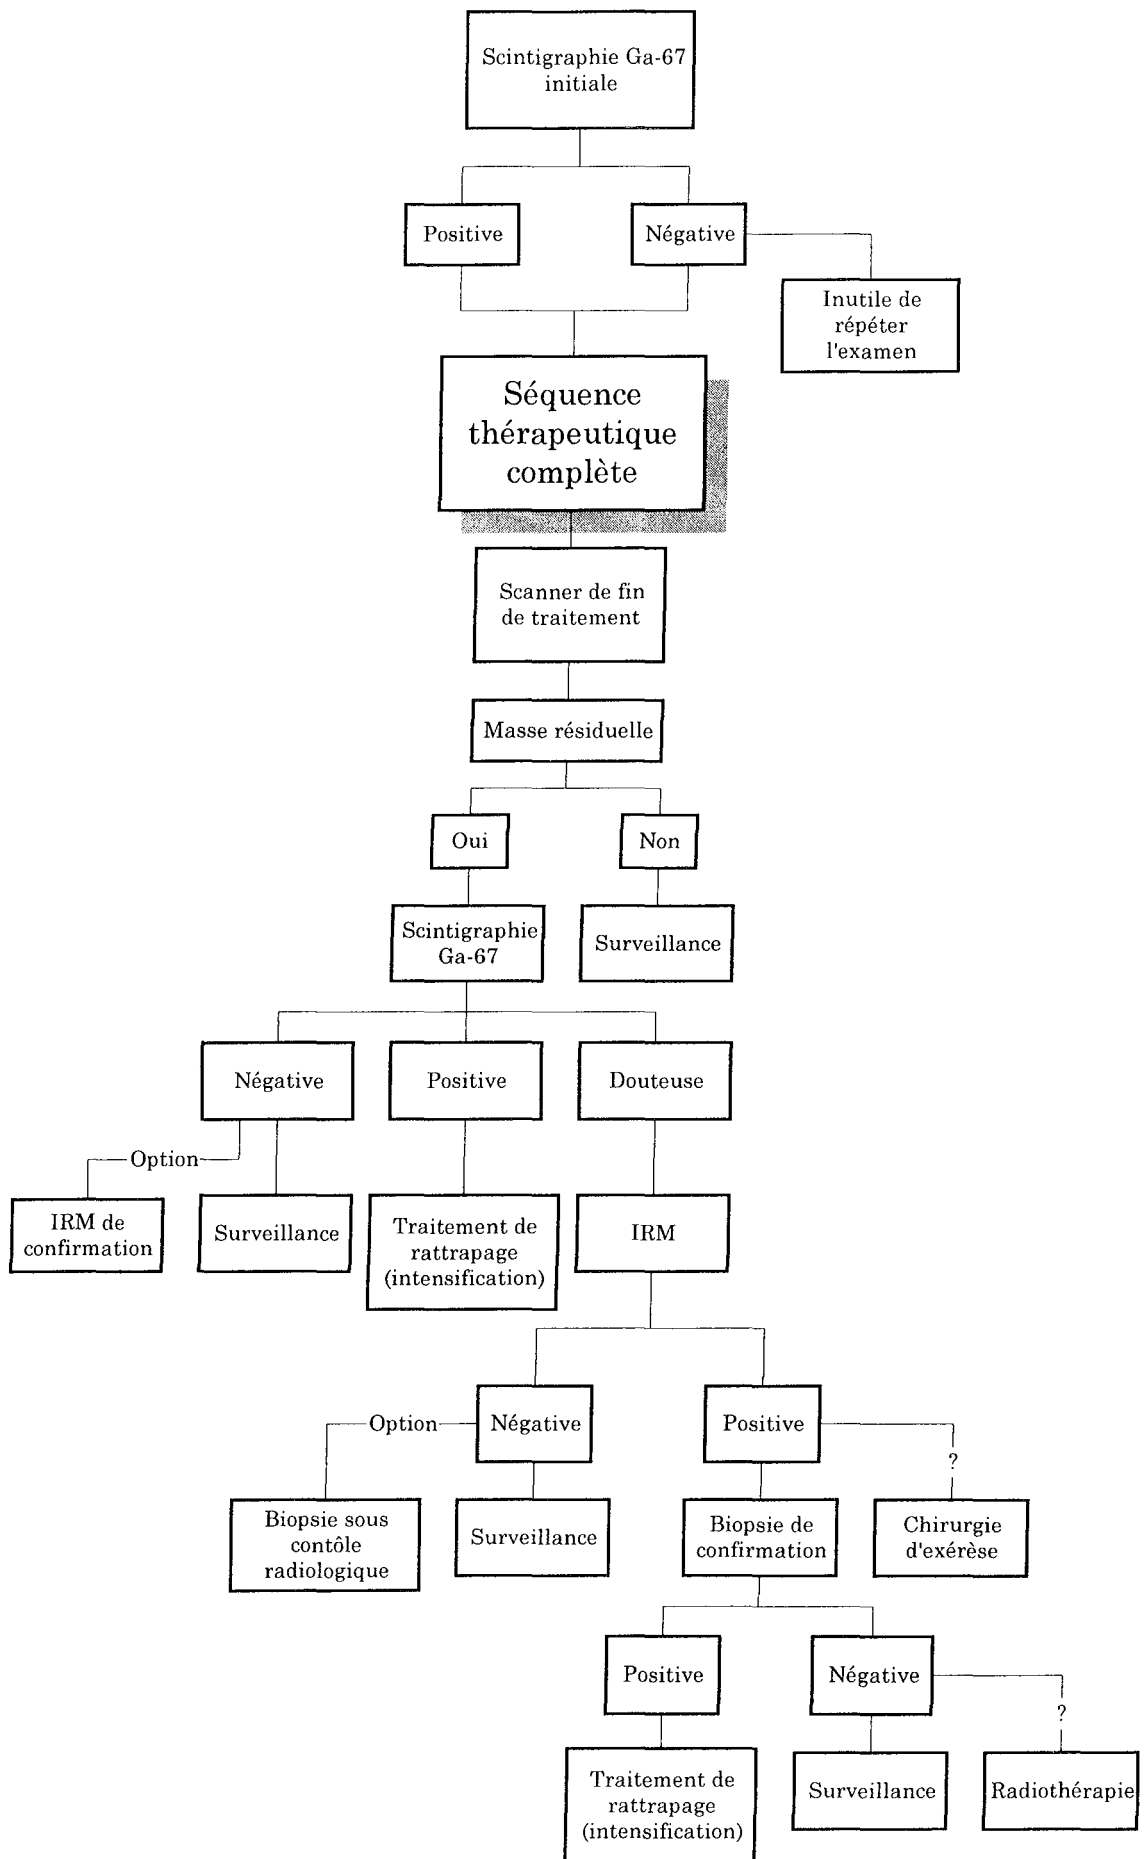 Scintigraphie Ga-67
initiale
Positive
Négative
Inutile de
répéter
l'examen
Séquence
thérapeutique
complète
Scanner de fin
de traitement
Masse résiduelle
Oui
Non
Scintigraphie
Ga-67
Surveillance
Négative
Positive
Douteuse
Option
IRM de
confirmation
Surveillance
Traitement de
rattrapage
(intensification)
IRM
Option
Négative
Positive
?
Biopsie sous
contôle
radiologique
Surveillance
Biopsie de
confirmation
Chirurgie
d'exérèse
Positive
Négative
?
Traitement de
rattrapage
(intensification)
Surveillance
Radiothérapie